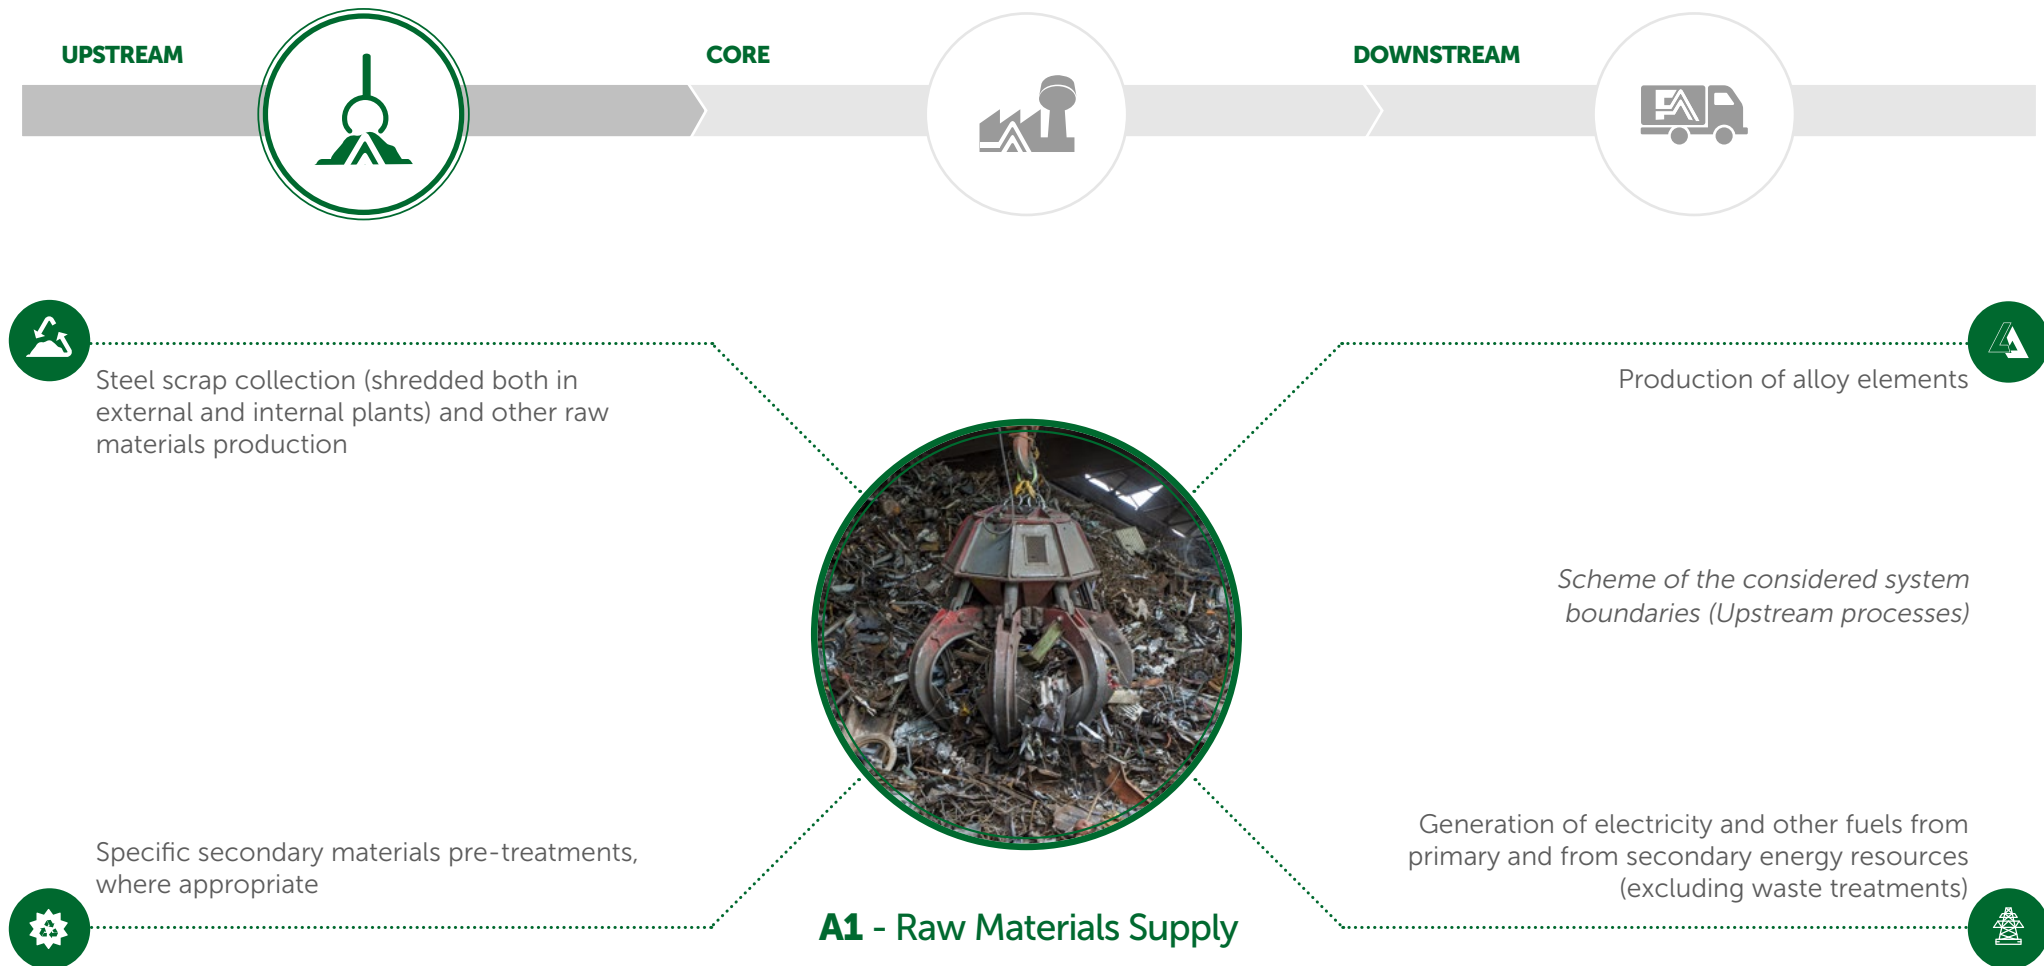 UPSTREAM
CORE
DOWNSTREAM
FA
Steel scrap collection (shredded both in
external and internal plants) and other raw
materials production
Production of alloy elements
Scheme of the considered system
boundaries (Upstream processes)
Specific secondary materials pre-treatments,
where appropriate
Generation of electricity and other fuels from
primary and from secondary energy resources
(excluding waste treatments)
A1 - Raw Materials Supply